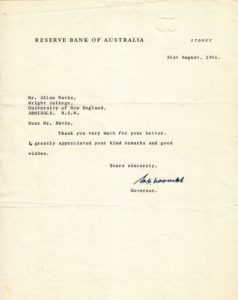 RESERVE BANK OF AUSTRALIA
SYDNEY
31st August,
Mr. Allan Davis,
Wright College,
University of New England,
ARMIDALE. N.S.W.
Dear Mr. Davis,
Thank you very much for your letter.
I greatly appreciated your kind remarks and good
wishes.
Yours sincerely,
Governor.